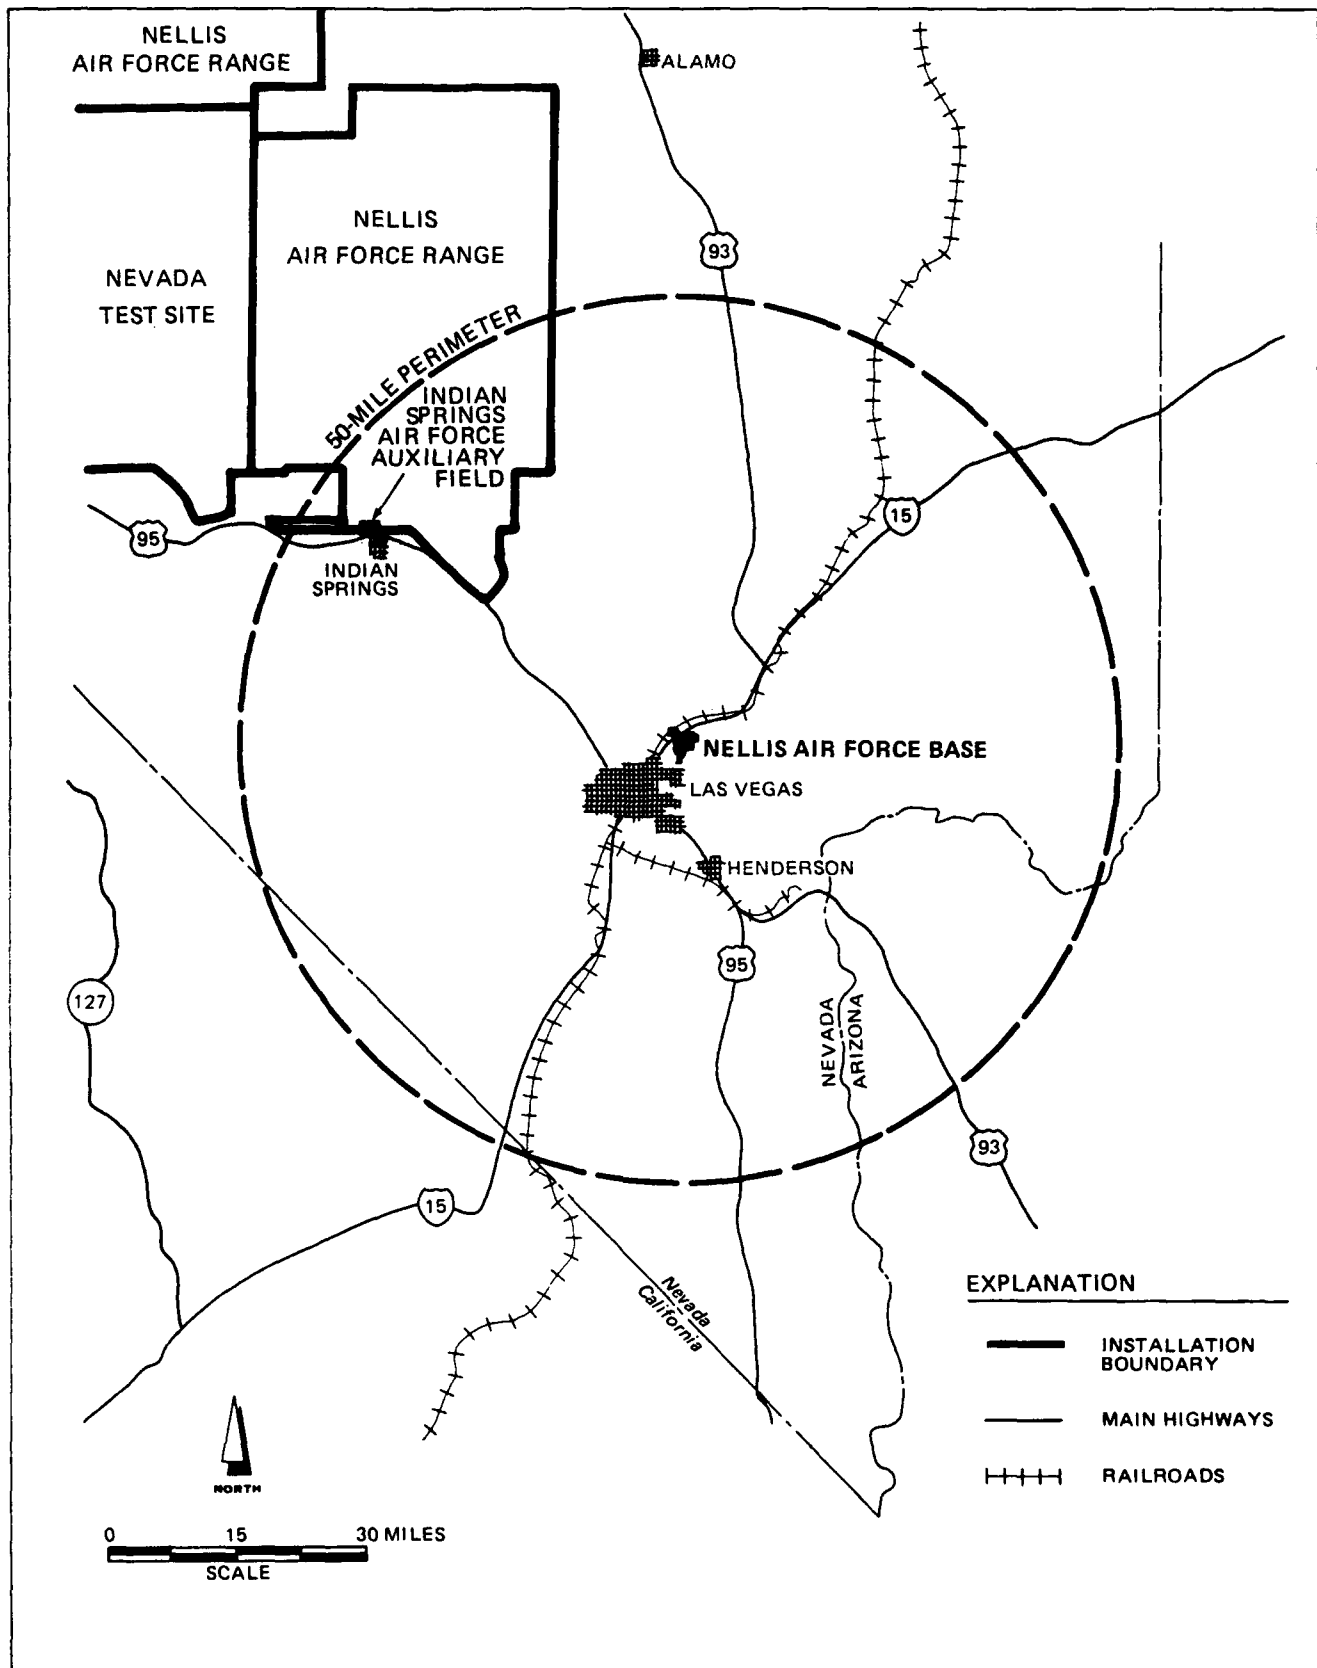 NELLIS
AIR FORCE RANGE
ALAMO
NELLIS
AIR FORCE RANGE
93
NEVADA
TEST SITE
50-MILE PERIMETER
INDIAN
SPRINGS
AIR FORCE
AUXILIARY
FIELD
15
95
INDIAN
SPRINGS
NELLIS AIR FORCE BASE
LAS VEGAS
HENDERSON
95
127
NEVADA
ARIZONA
93
15
Nevada
California
EXPLANATION
INSTALLATION
BOUNDARY
MAIN HIGHWAYS
RAILROADS
NORTH
0 15 30 MILES
SCALE